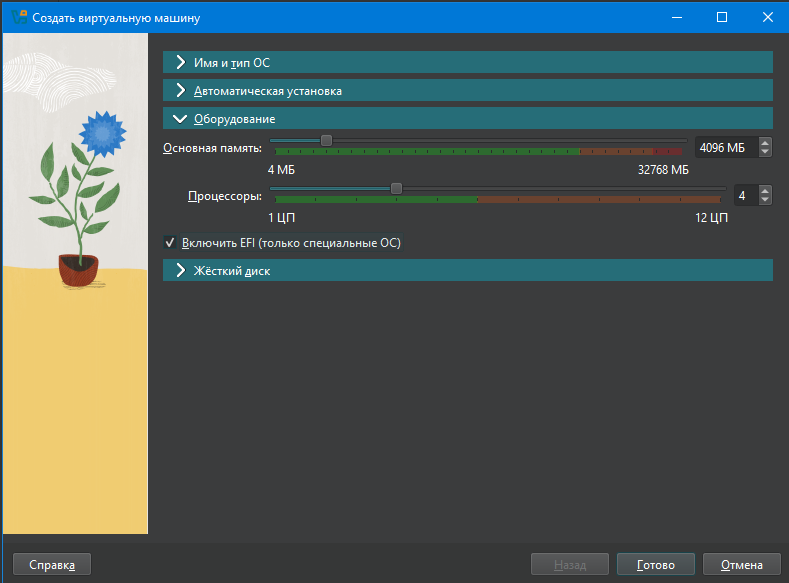 Создать виртуальную машину
Имя и тип ОС
Автоматическая установка
Оборудование
Основная память: 4096 МБ
4 МБ 32768 МБ
Процессоры: 4
1 ЦП 12 ЦП
Включить EFI (только специальные ОС)
Жёсткий диск
Справка Назад Готово Отмена